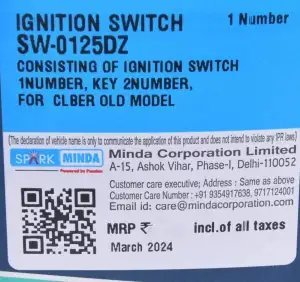 IGNITION SWITCH 1 Number
SW-0125DZ
CONSISTING OF IGNITION SWITCH
1NUMBER, KEY 2NUMBER,
FOR CLBER OLD MODEL
(The declaration of vehicle name is only to communicate the application of this product and does not intend to violate any IPR laws)
SPARK MINDA
Powered by Passion
Minda Corporation Limited
A-15, Ashok Vihar, Phase-I, Delhi-110052
Customer care executive; Address : Same as above
Customer Care Number : +91 9354917638, 9717124001
Email id: care@mindacorporation.com
MRP ₹ incl.of all taxes
March 2024